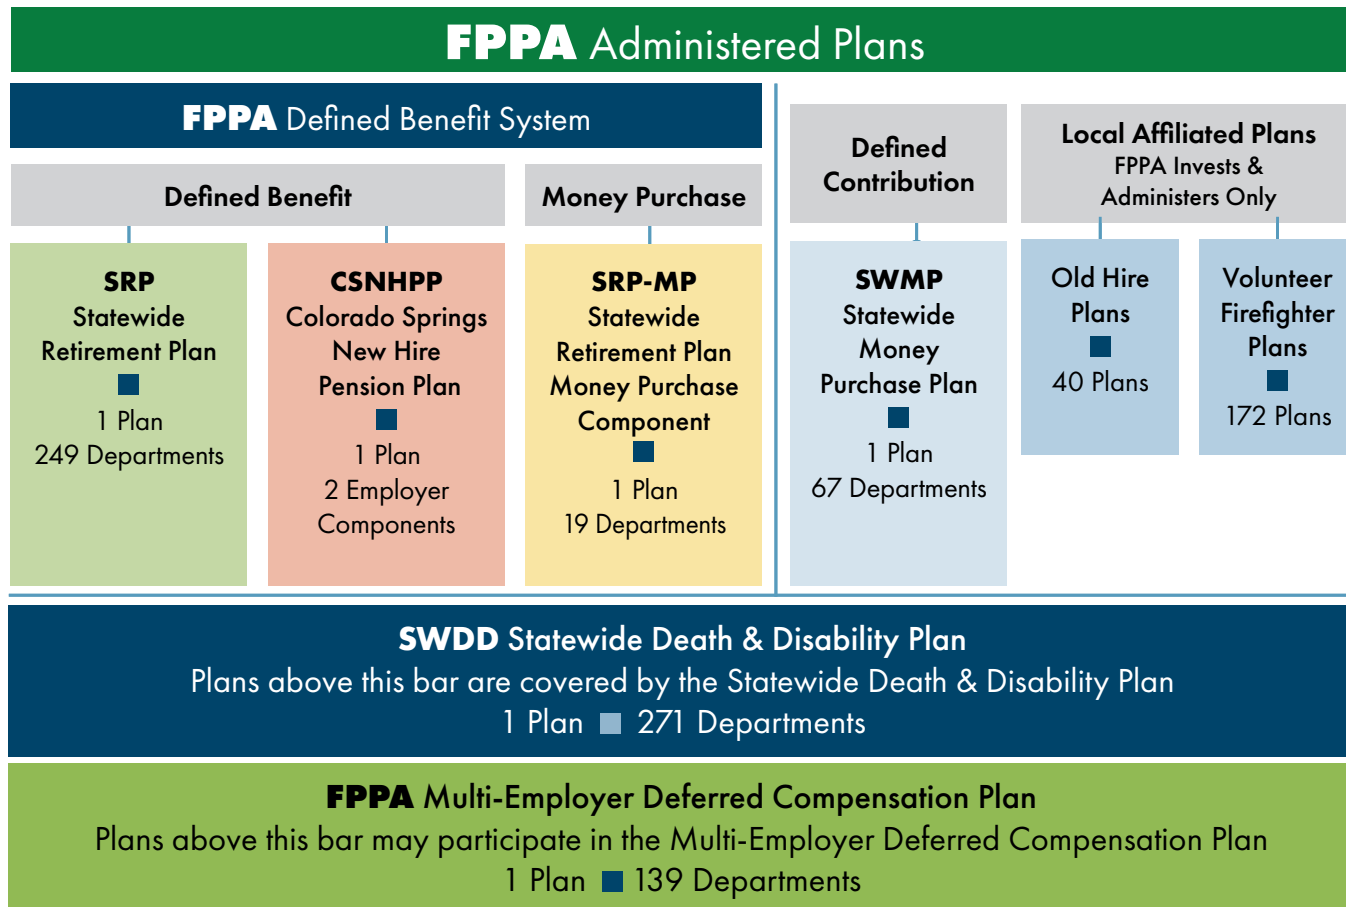 FPPA Administered Plans
FPPA Defined Benefit System
Defined Benefit
SRP
Statewide
Retirement Plan
1 Plan
249 Departments
CSNHPP
Colorado Springs
New Hire
Pension Plan
1 Plan
2 Employer
Components
Money Purchase
SRP-MP
Statewide
Retirement Plan
Money Purchase
Component
1 Plan
19 Departments
Defined
Contribution
SWMP
Statewide
Money
Purchase Plan
1 Plan
67 Departments
Local Affiliated Plans
FPPA Invests &
Administers Only
Old Hire
Plans
40 Plans
Volunteer
Firefighter
Plans
172 Plans
SWDD Statewide Death & Disability Plan
Plans above this bar are covered by the Statewide Death & Disability Plan
1 Plan ■ 271 Departments
FPPA Multi-Employer Deferred Compensation Plan
Plans above this bar may participate in the Multi-Employer Deferred Compensation Plan
1 Plan ■ 139 Departments